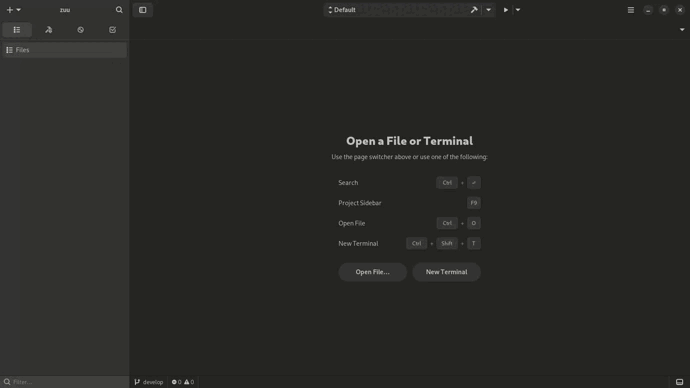 zuu
Default
Files
Open a File or Terminal
Use the page switcher above or use one of the following:
Search Ctrl + ⏎
Project Sidebar F9
Open File Ctrl + O
New Terminal Ctrl + Shift + T
Open File... New Terminal
Filter...
develop 0 0